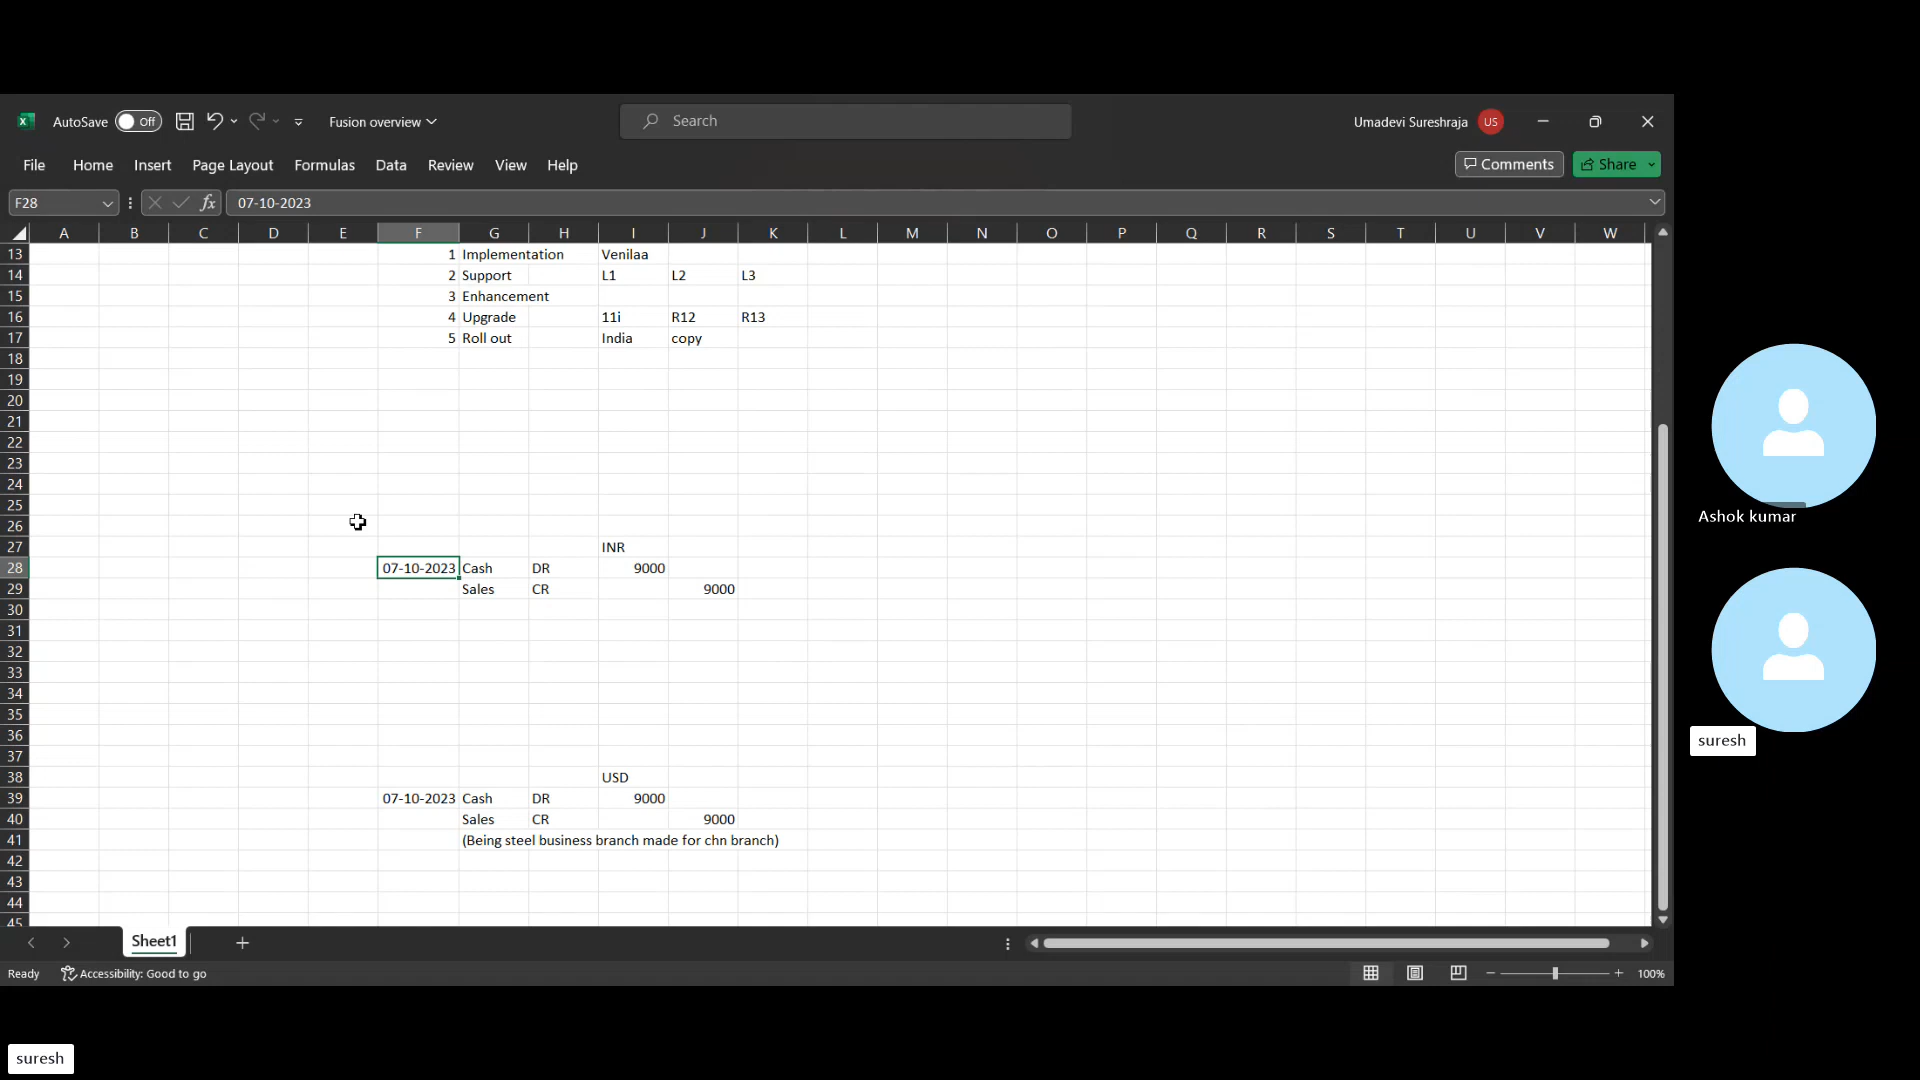 AutoSave Off Fusion overview Search Umadevi Sureshraja US
File Home Insert Page Layout Formulas Data Review View Help Comments Share
F28 fx 07-10-2023
A B C D E F G H I J K L M N O P Q R S T U V W
13 1 Implementation Venilaa
14 2 Support L1 L2 L3
15 3 Enhancement
16 4 Upgrade 11i R12 R13
17 5 Roll out India copy
18
19
20
21
22
23
24
25
26
27 INR
28 07-10-2023 Cash DR 9000
29 Sales CR 9000
30
31
32
33
34
35
36
37
38 USD
39 07-10-2023 Cash DR 9000
40 Sales CR 9000
41 (Being steel business branch made for chn branch)
42
43
44
45
Sheet1
Ready Accessibility: Good to go 100%
Ashok kumar
suresh
suresh